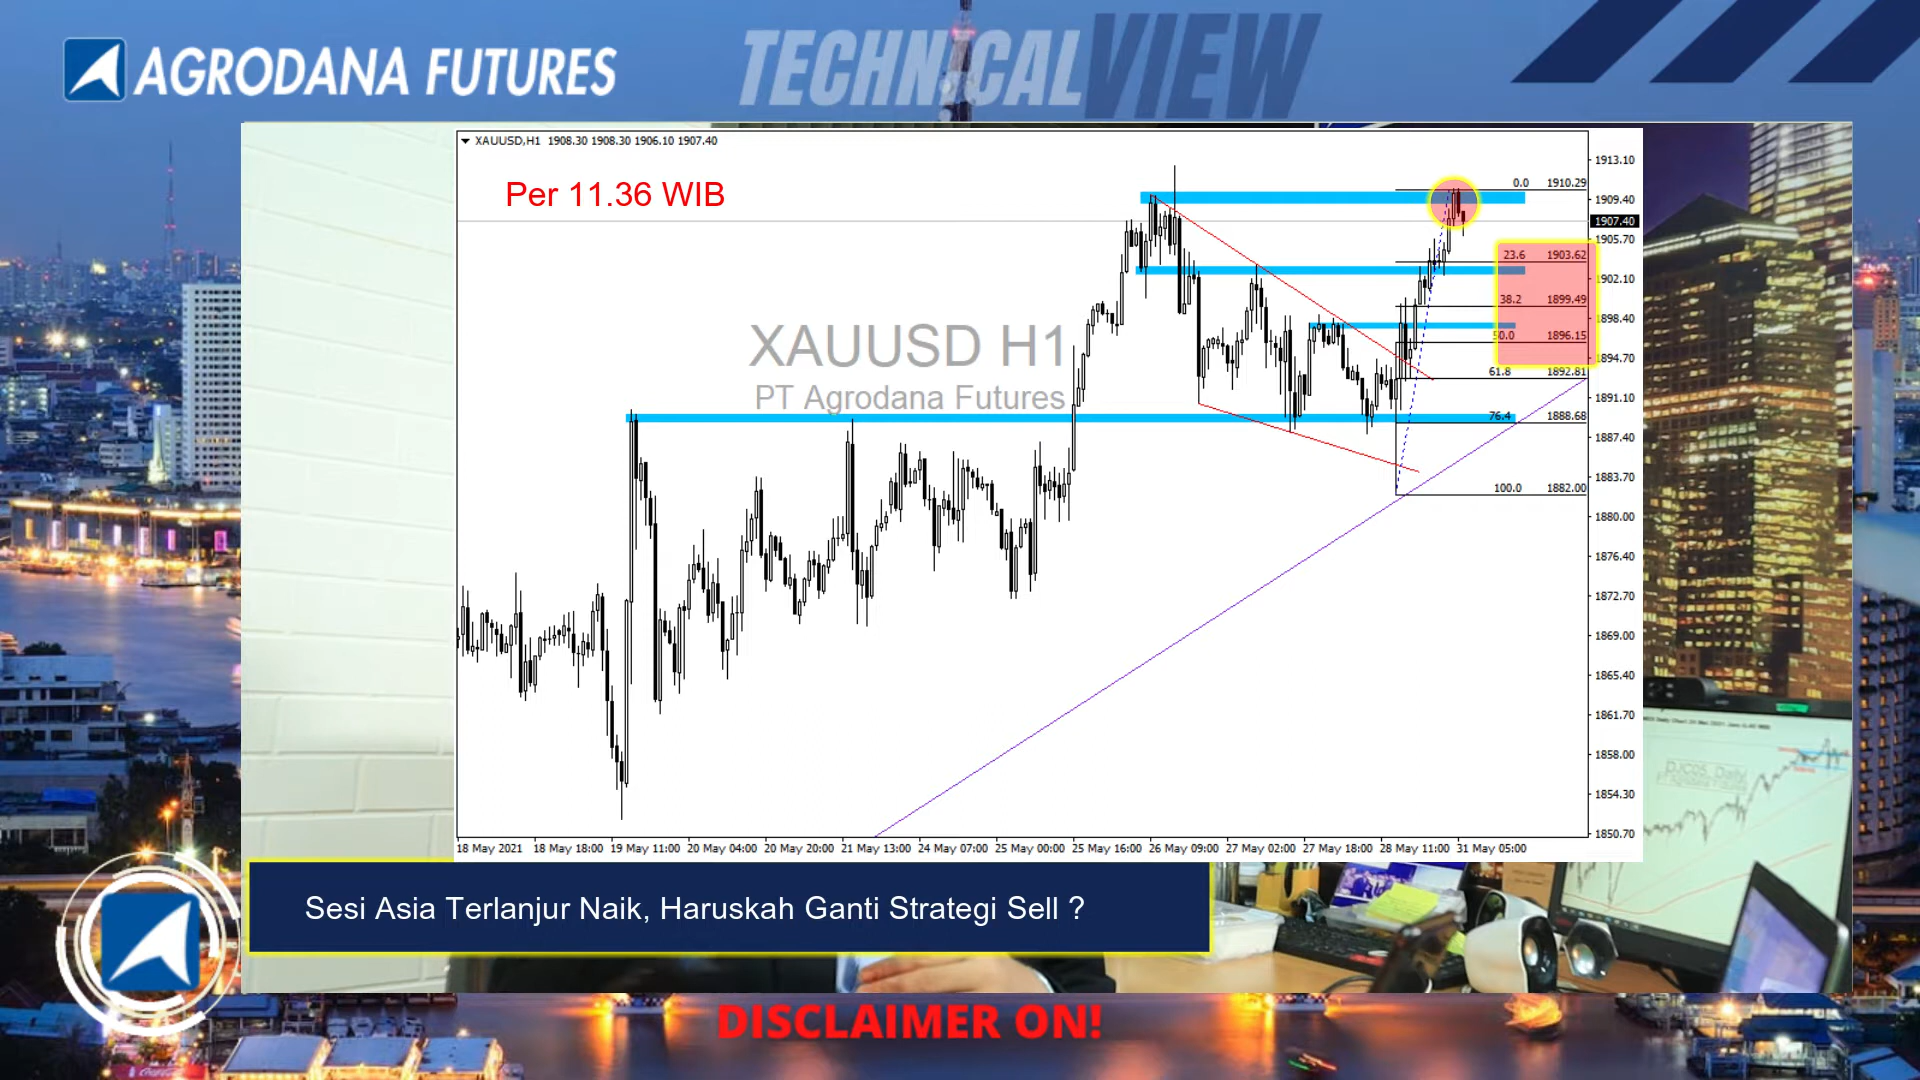 AGRODANA FUTURES
TECHNICALVIEW
XAUUSD,H1 1908.30 1908.30 1906.10 1907.40
Per 11.36 WIB
XAUUSD H1
PT Agrodana Futures
0.0 1910.29
23.6 1903.62
38.2 1899.49
50.0 1896.15
61.8 1892.81
76.4 1888.68
100.0 1882.00
1913.10
1909.40
1907.40
1905.70
1902.10
1898.40
1894.70
1891.10
1887.40
1883.70
1880.00
1876.40
1872.70
1869.00
1865.40
1861.70
1858.00
1854.30
1850.70
18 May 2021 18 May 18:00 19 May 11:00 20 May 04:00 20 May 20:00 21 May 13:00 24 May 07:00 25 May 00:00 25 May 16:00 26 May 09:00 27 May 02:00 27 May 18:00 28 May 11:00 31 May 05:00
Sesi Asia Terlanjur Naik, Haruskah Ganti Strategi Sell ?
DISCLAIMER ON!